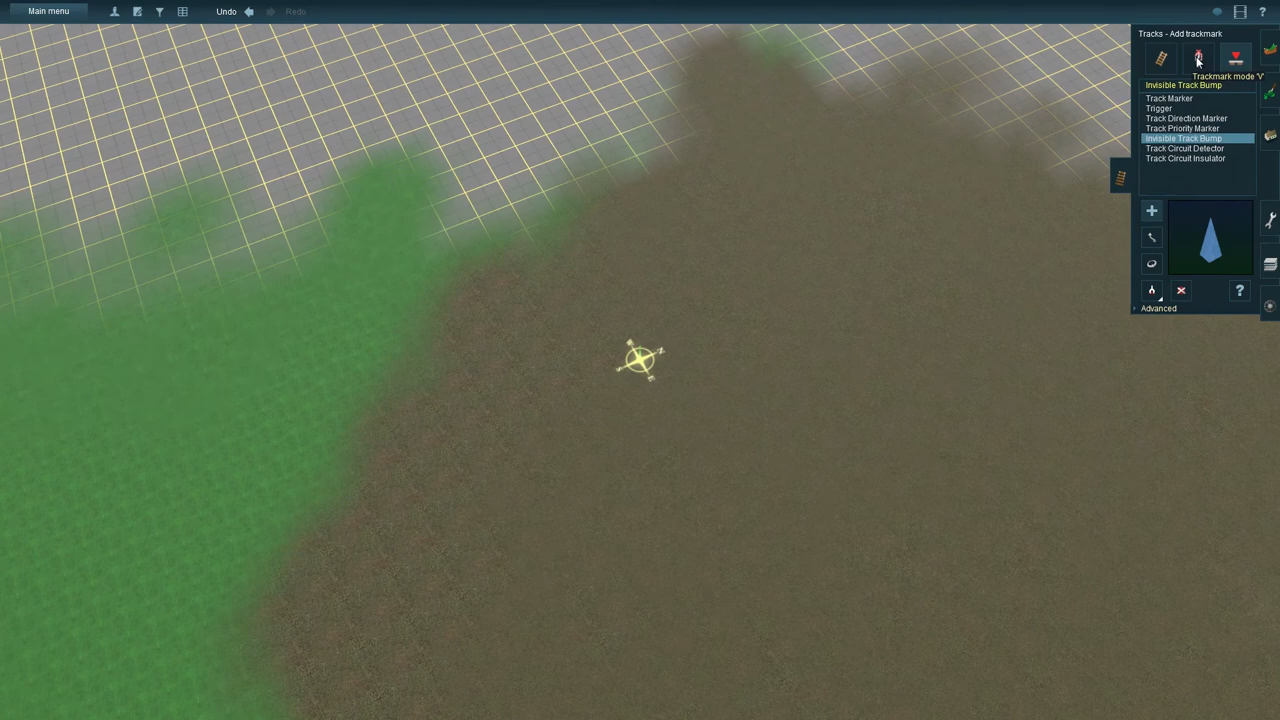 Main menu
Undo
Redo
?
Tracks - Add trackmark
Trackmark mode 'V'
Invisible Track Bump
Track Marker
Trigger
Track Direction Marker
Track Priority Marker
Invisible Track Bump
Track Circuit Detector
Track Circuit Insulator
?
Advanced